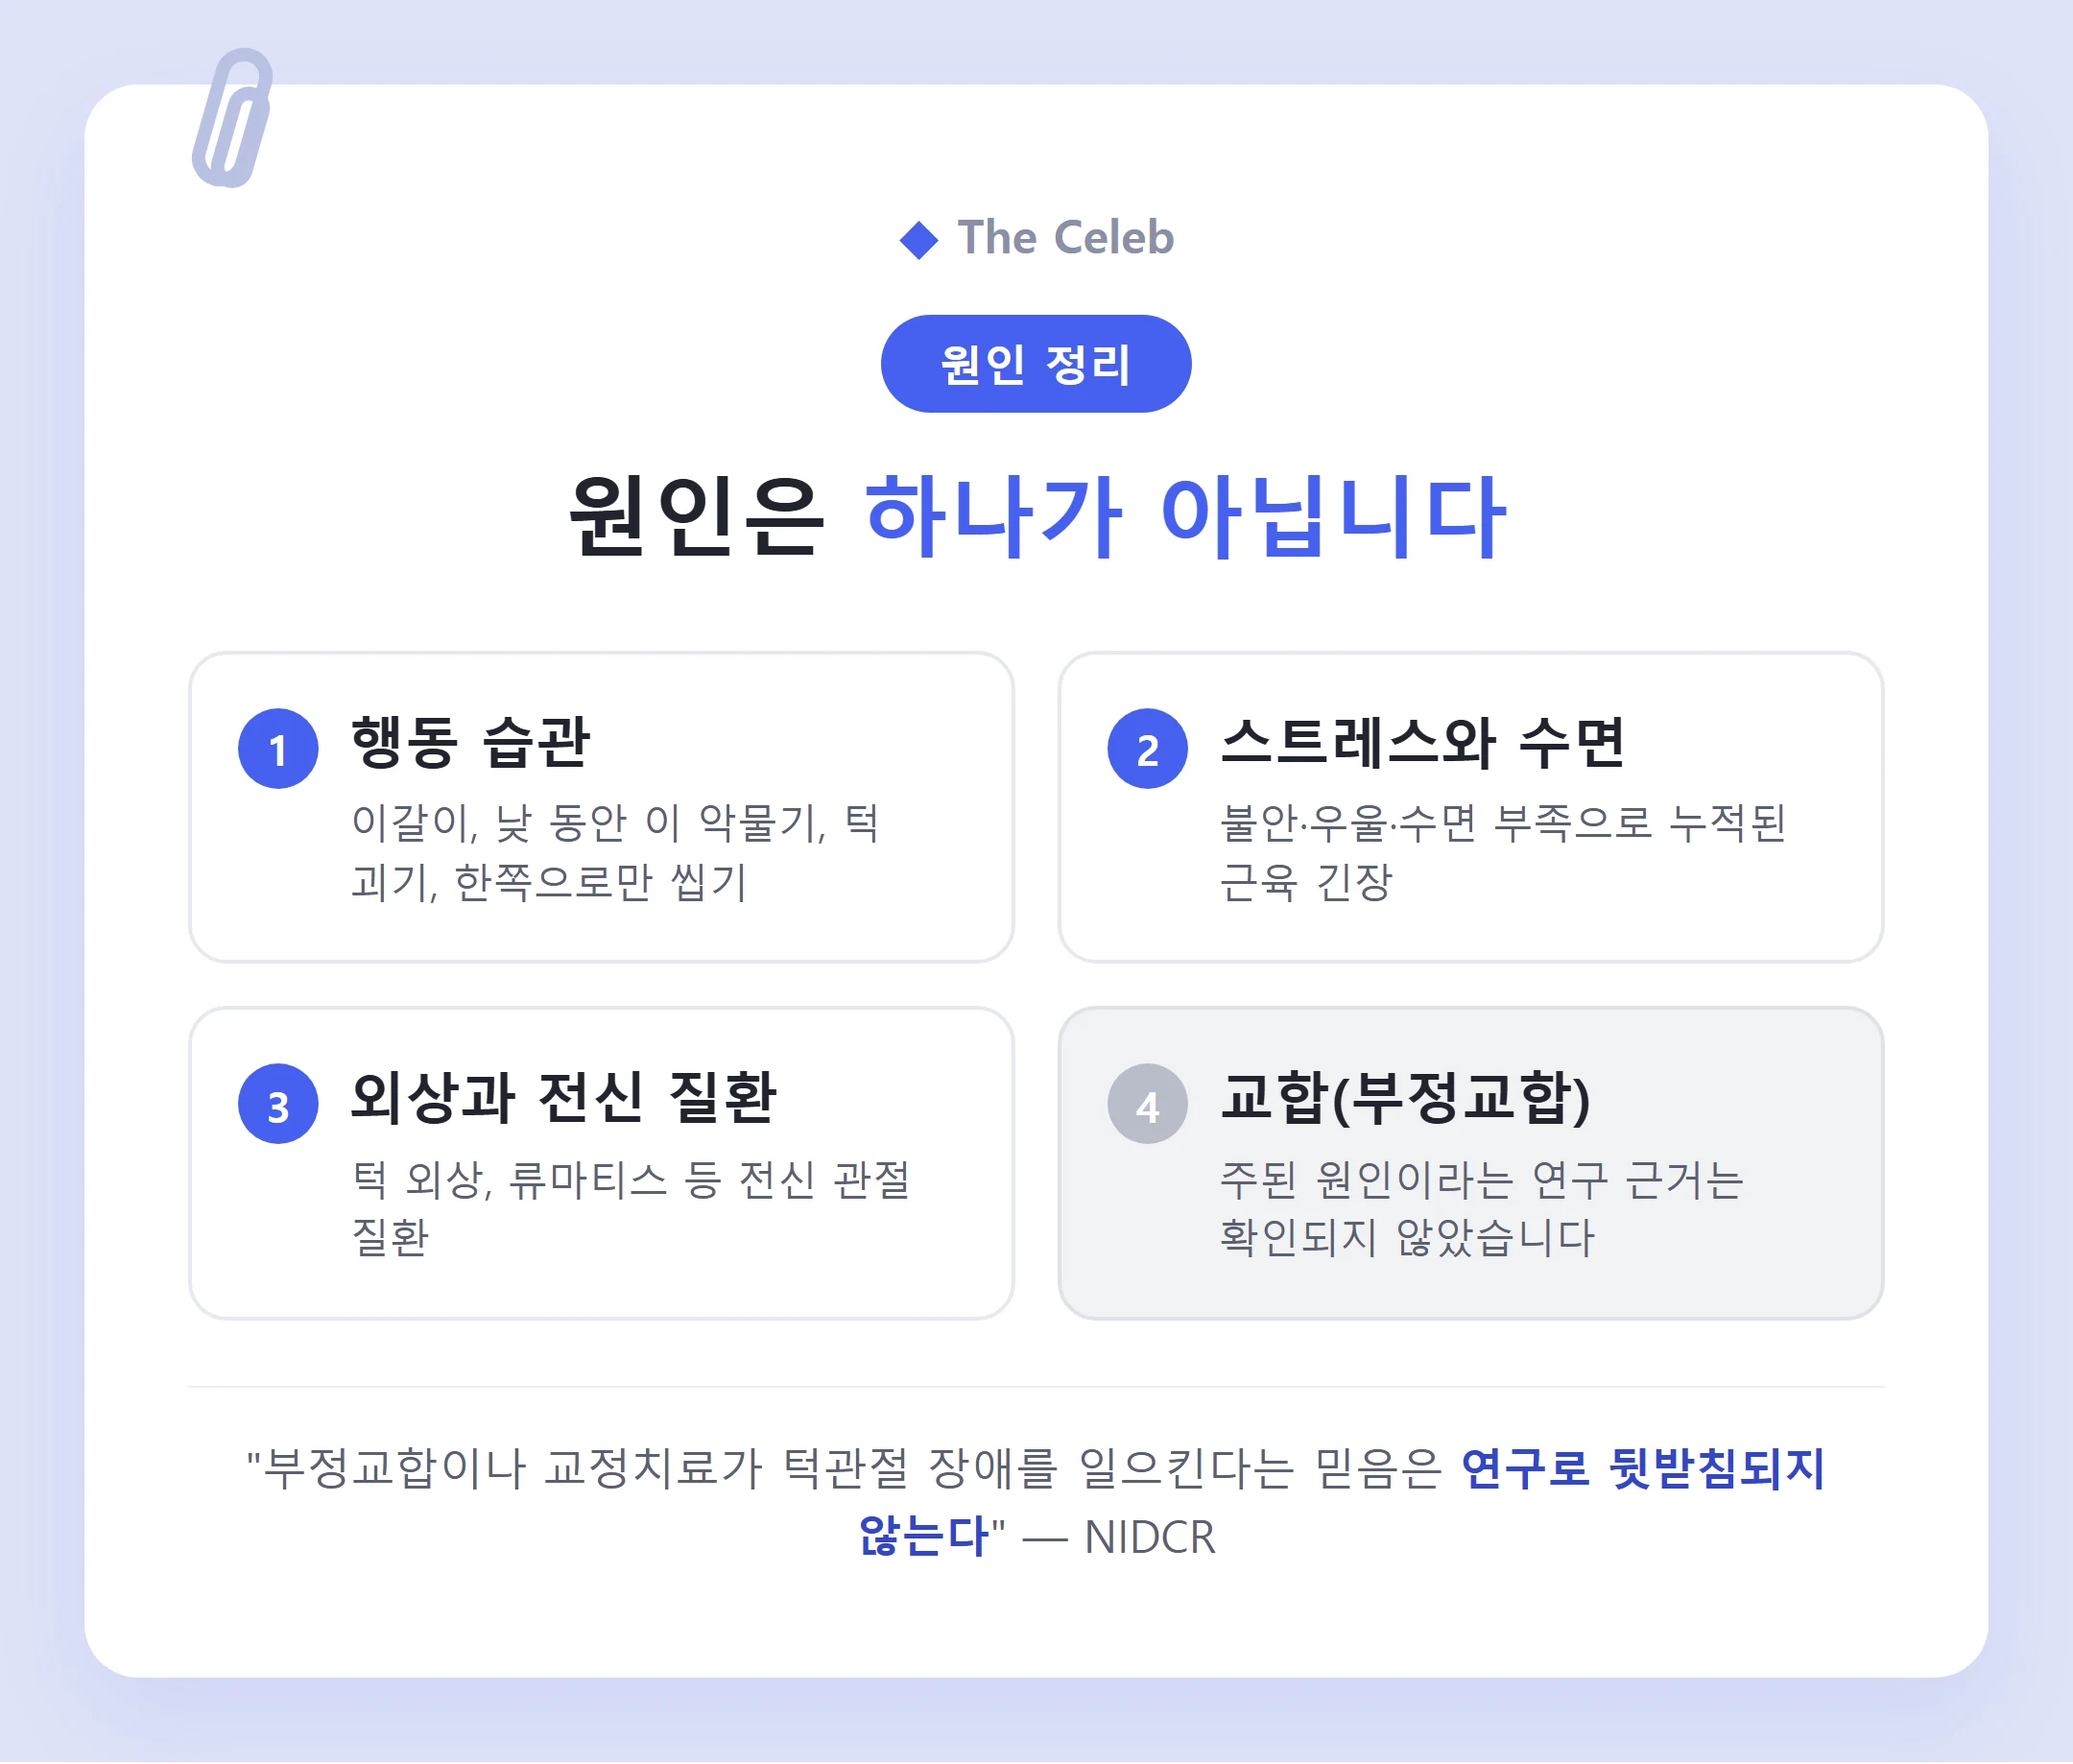 The Celeb
원인 정리
원인은 하나가 아닙니다
1 행동 습관
이갈이, 낮 동안 이 악물기, 턱
괴기, 한쪽으로만 씹기
2 스트레스와 수면
불안·우울·수면 부족으로 누적된
근육 긴장
3 외상과 전신 질환
턱 외상, 류마티스 등 전신 관절
질환
4 교합(부정교합)
주된 원인이라는 연구 근거는
확인되지 않았습니다
"부정교합이나 교정치료가 턱관절 장애를 일으킨다는 믿음은 연구로 뒷받침되지
않는다" — NIDCR